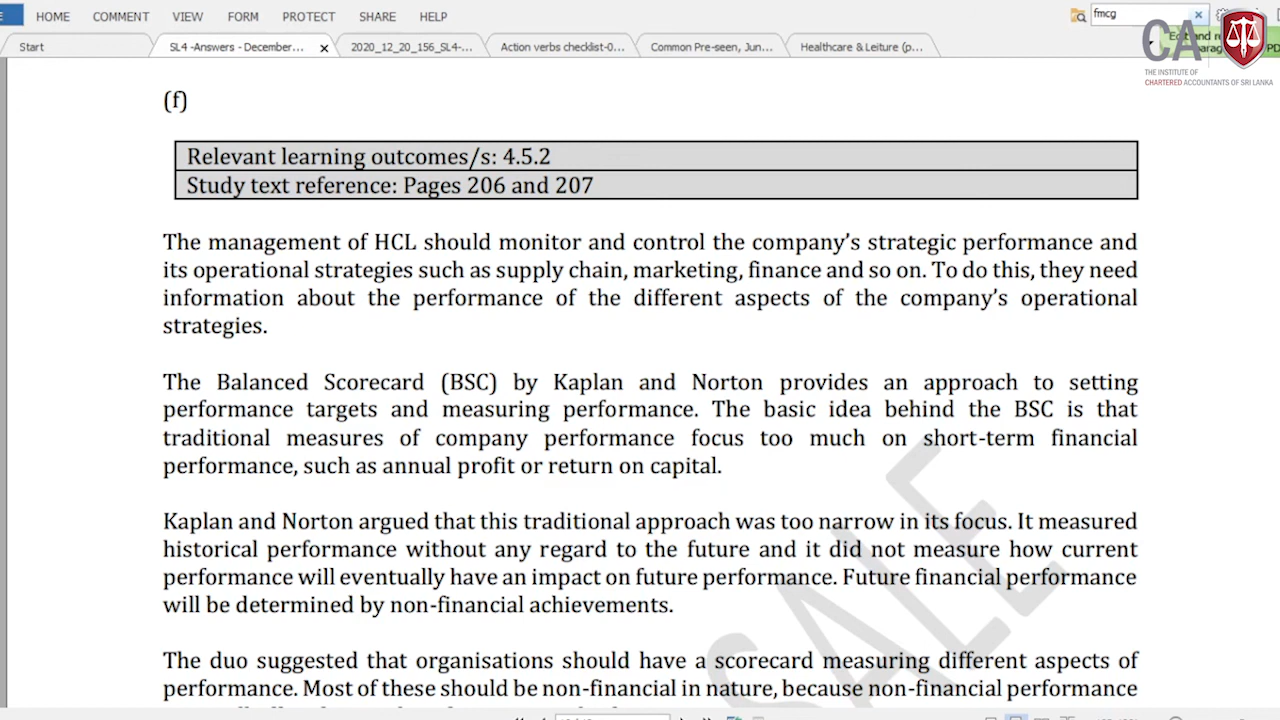 HOME COMMENT VIEW FORM PROTECT SHARE HELP
fmcg
Start SL4 -Answers - December... 2020_12_20_156_SL4-... Action verbs checklist-0... Common Pre-seen, Jun... Healthcare & Leiture (p...
CA
THE INSTITUTE OF
CHARTERED ACCOUNTANTS OF SRI LANKA
(f)
Relevant learning outcomes/s: 4.5.2
Study text reference: Pages 206 and 207
The management of HCL should monitor and control the company's strategic performance and
its operational strategies such as supply chain, marketing, finance and so on. To do this, they need
information about the performance of the different aspects of the company's operational
strategies.
The Balanced Scorecard (BSC) by Kaplan and Norton provides an approach to setting
performance targets and measuring performance. The basic idea behind the BSC is that
traditional measures of company performance focus too much on short-term financial
performance, such as annual profit or return on capital.
Kaplan and Norton argued that this traditional approach was too narrow in its focus. It measured
historical performance without any regard to the future and it did not measure how current
performance will eventually have an impact on future performance. Future financial performance
will be determined by non-financial achievements.
The duo suggested that organisations should have a scorecard measuring different aspects of
performance. Most of these should be non-financial in nature, because non-financial performance
SALE